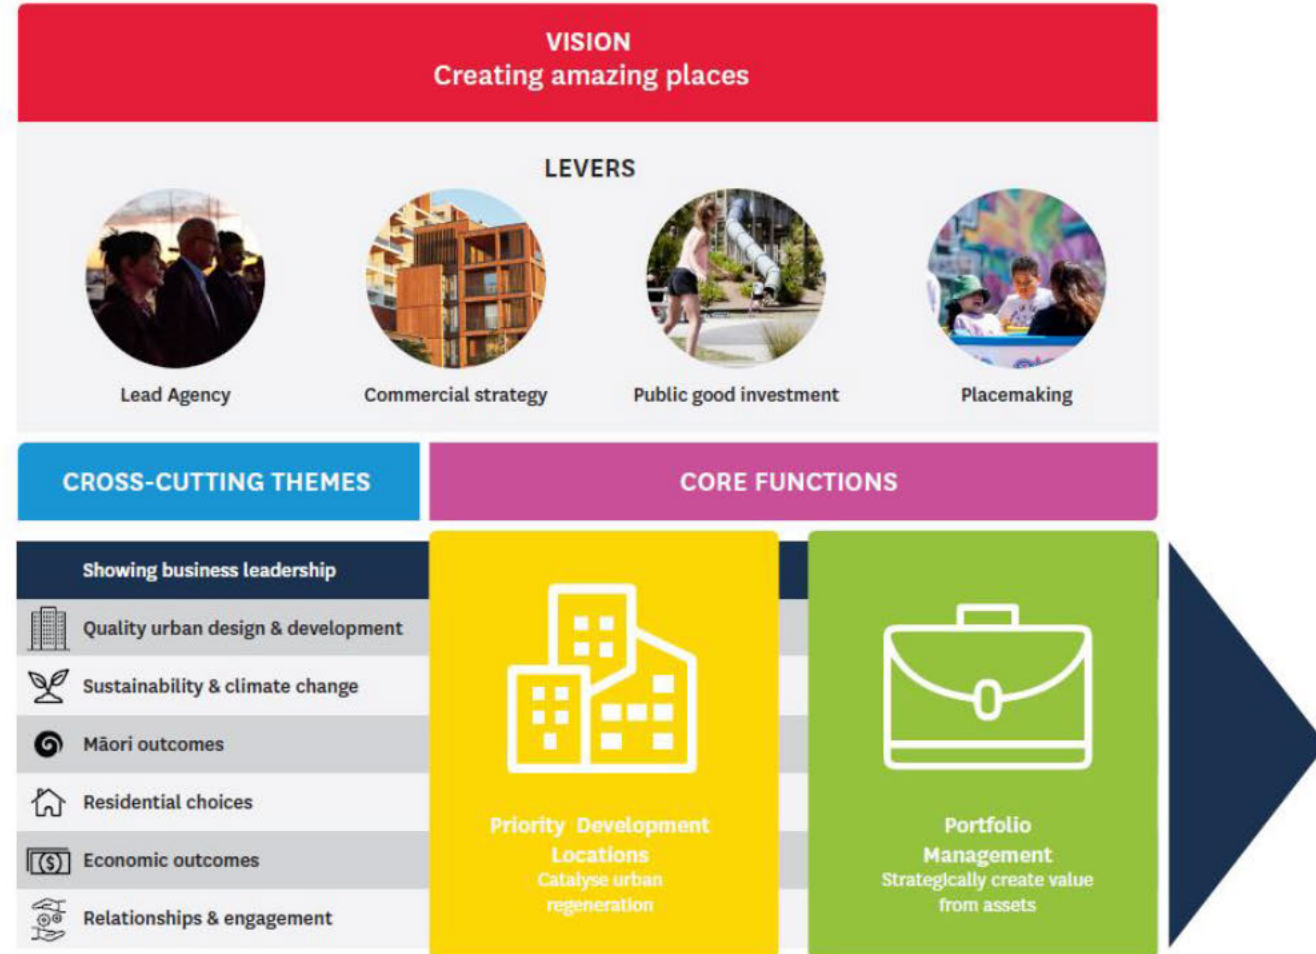 VISION
Creating amazing places
LEVERS
Lead Agency
Commercial strategy
Public good investment
Placemaking
CROSS-CUTTING THEMES
CORE FUNCTIONS
Showing business leadership
Quality urban design & development
Sustainability & climate change
Māori outcomes
Residential choices
Economic outcomes
Relationships & engagement
Priority Development
Locations
Catalyse urban
regeneration
Portfolio
Management
Strategically create value
from assets